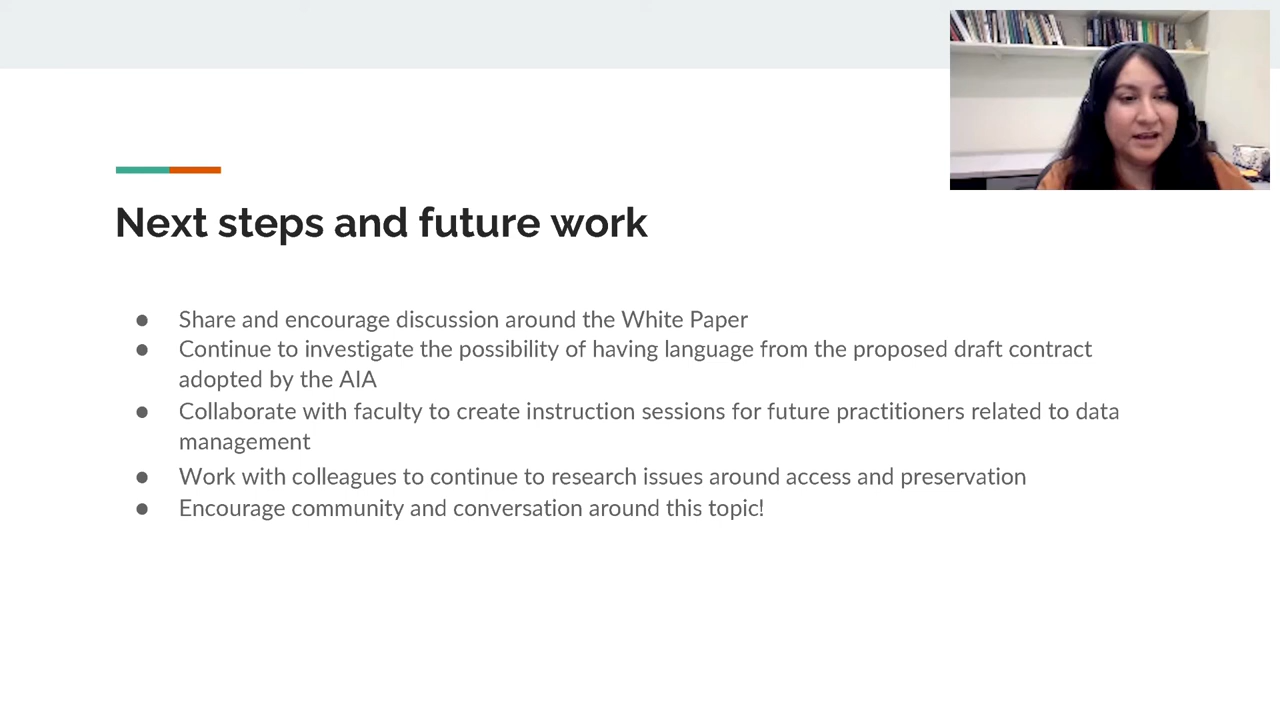 Next steps and future work
● Share and encourage discussion around the White Paper
● Continue to investigate the possibility of having language from the proposed draft contract
adopted by the AIA
● Collaborate with faculty to create instruction sessions for future practitioners related to data
management
● Work with colleagues to continue to research issues around access and preservation
● Encourage community and conversation around this topic!